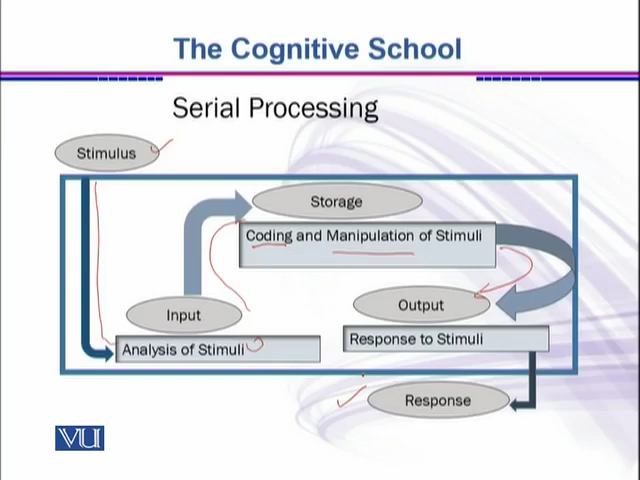 The Cognitive School
Serial Processing
Stimulus
Storage
Coding and Manipulation of Stimuli
Input
Output
Analysis of Stimuli
Response to Stimuli
Response
VU